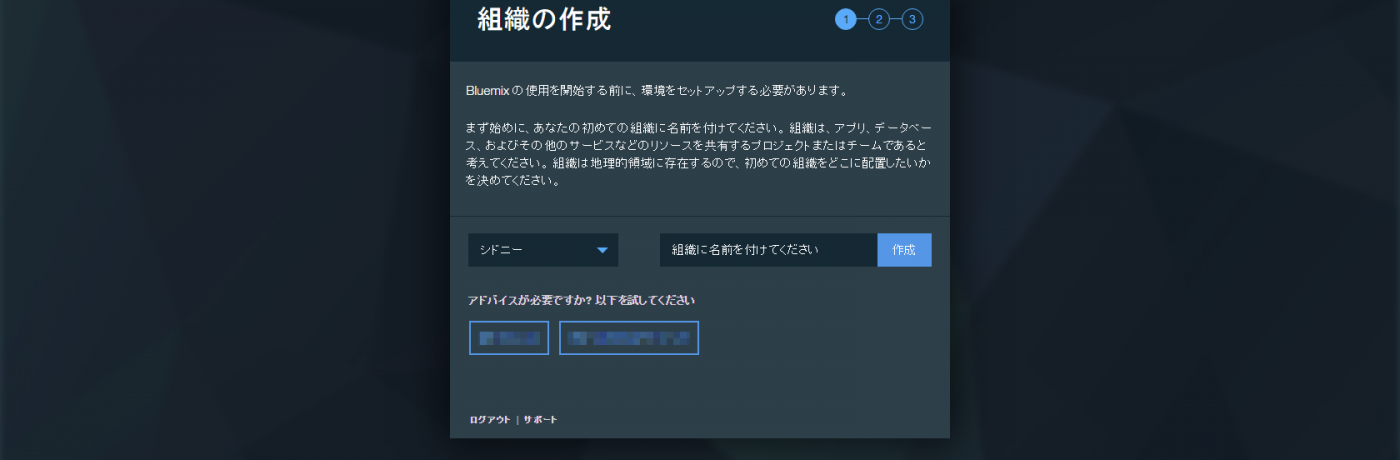 組織の作成
1 2 3
Bluemix の使用を開始する前に、環境をセットアップする必要があります。
まず始めに、あなたの初めての組織に名前を付けてください。組織は、アプリ、データベー
ス、およびその他のサービスなどのリソースを共有するプロジェクトまたはチームであると
考えてください。組織は地理的領域に存在するので、初めての組織をどこに配置したいか
を決めてください。
シドニー
組織に名前を付けてください
作成
アドバイスが必要ですか? 以下を試してください
ログアウト | サポート